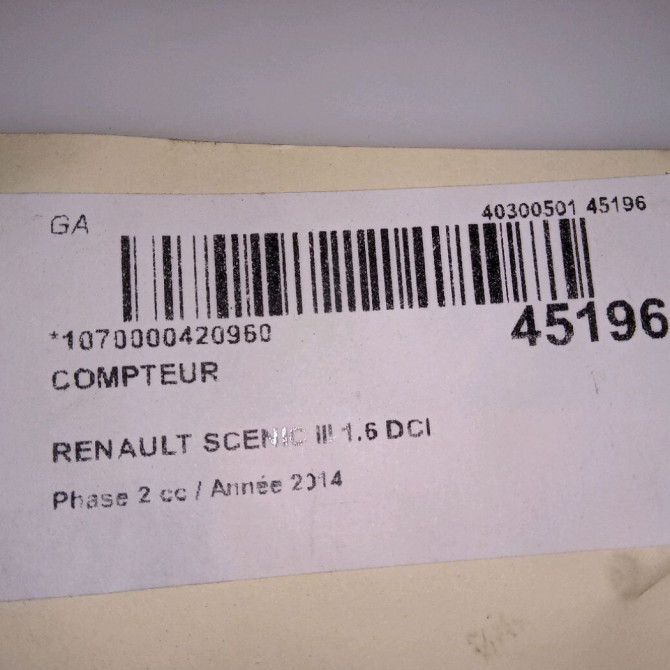 GA
40300501 45196
*1070000420960
45196
COMPTEUR
RENAULT SCENIC III 1.6 DCI
Phase 2 cc / Année 2014